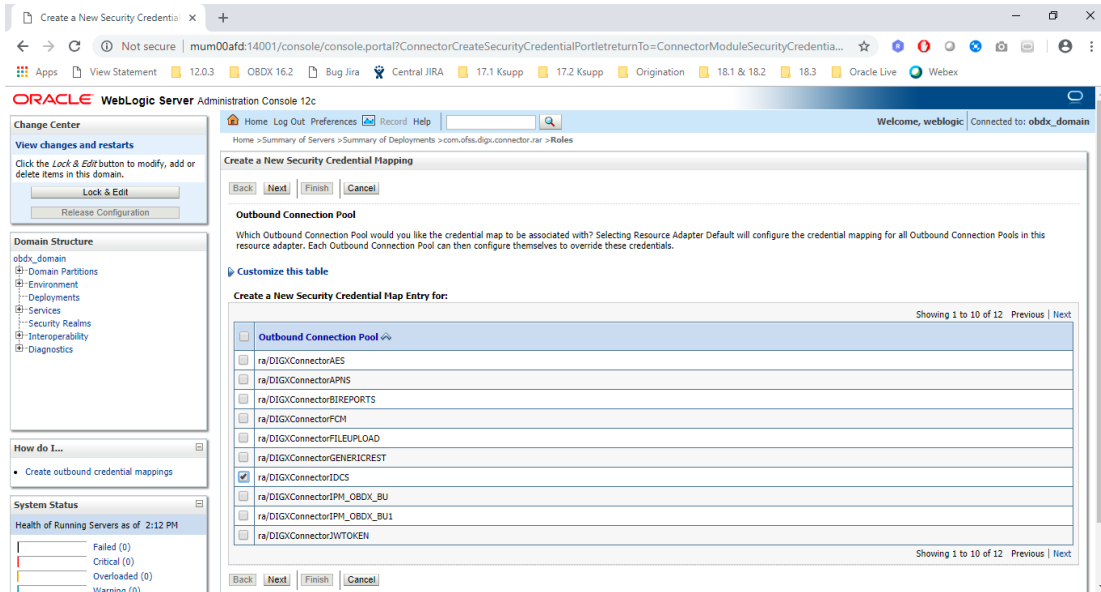 Create a New Security Credential
Not secure | mum00afd:14001/console/console.portal?ConnectorCreateSecurityCredentialPortletreturnTo=ConnectorModuleSecurityCredentia...
Apps View Statement 12.0.3 OBDX 16.2 Bug Jira Central JIRA 17.1 Ksupp 17.2 Ksupp Origination 18.1 & 18.2 18.3 Oracle Live Webex
ORACLE WebLogic Server Administration Console 12c
Change Center
View changes and restarts
Click the Lock & Edit button to modify, add or
delete items in this domain.
Lock & Edit
Release Configuration
Domain Structure
obdx_domain
Domain Partitions
Environment
Deployments
Services
Security Realms
Interoperability
Diagnostics
How do I...
Create outbound credential mappings
System Status
Health of Running Servers as of 2:12 PM
Failed (0)
Critical (0)
Overloaded (0)
Warning (0)
Home Log Out Preferences Record Help
Welcome, weblogic Connected to: obdx_domain
Home >Summary of Servers >Summary of Deployments >com.ofss.digx.connector.rar >Roles
Create a New Security Credential Mapping
Back Next Finish Cancel
Outbound Connection Pool
Which Outbound Connection Pool would you like the credential map to be associated with? Selecting Resource Adapter Default will configure the credential mapping for all Outbound Connection Pools in this
resource adapter. Each Outbound Connection Pool can then configure themselves to override these credentials.
Customize this table
Create a New Security Credential Map Entry for:
Showing 1 to 10 of 12 Previous | Next
Outbound Connection Pool
ra/DIGXConnectorAES
ra/DIGXConnectorAPNS
ra/DIGXConnectorBIREPORTS
ra/DIGXConnectorFCM
ra/DIGXConnectorFILEUPLOAD
ra/DIGXConnectorGENERICREST
ra/DIGXConnectorIDCS
ra/DIGXConnectorIPM_OBDX_BU
ra/DIGXConnectorIPM_OBDX_BU1
ra/DIGXConnectorJWTOKEN
Showing 1 to 10 of 12 Previous | Next
Back Next Finish Cancel